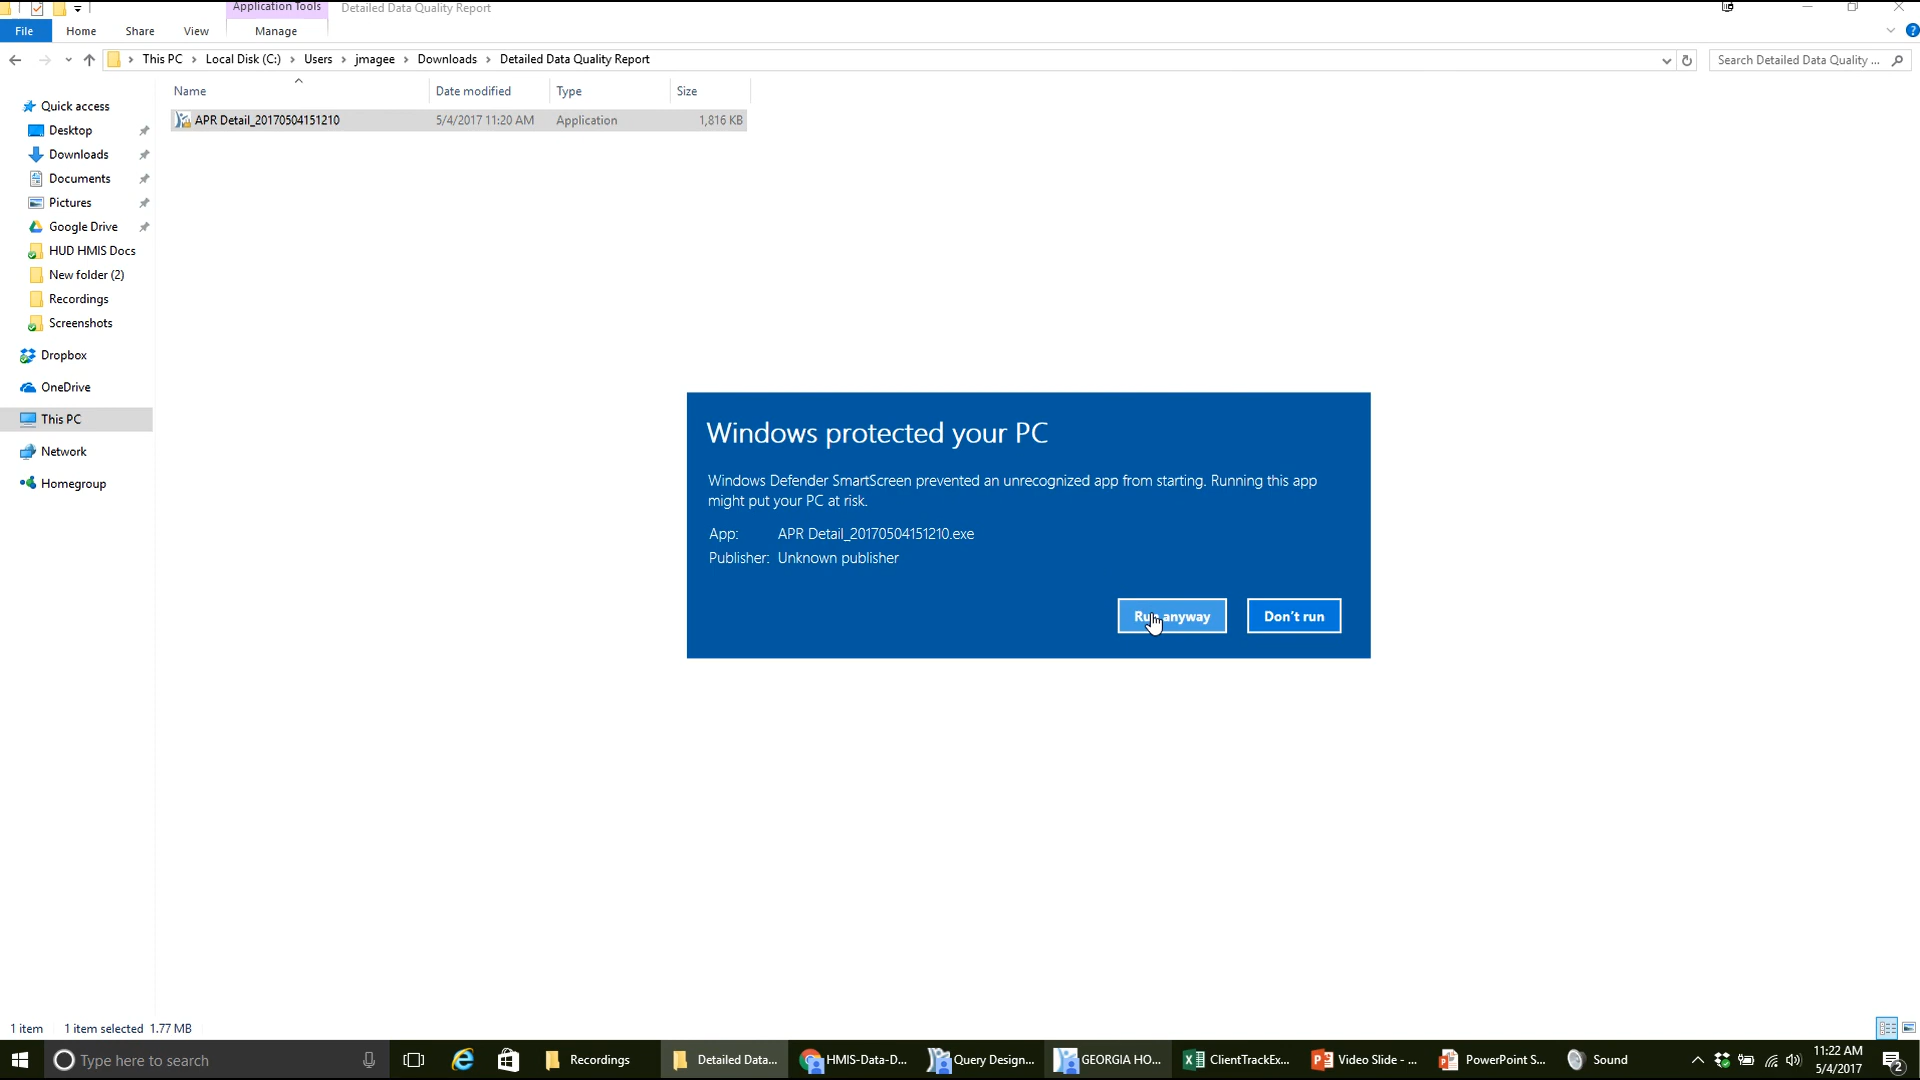 Application Tools
Detailed Data Quality Report
File
Home
Share
View
Manage
This PC
Local Disk (C:)
Users
jmagee
Downloads
Detailed Data Quality Report
Search Detailed Data Quality ...
Name
Date modified
Type
Size
APR Detail_20170504151210
5/4/2017 11:20 AM
Application
1,816 KB
Quick access
Desktop
Downloads
Documents
Pictures
Google Drive
HUD HMIS Docs
New folder (2)
Recordings
Screenshots
Dropbox
OneDrive
This PC
Network
Homegroup
Windows protected your PC
Windows Defender SmartScreen prevented an unrecognized app from starting. Running this app
might put your PC at risk.
App: APR Detail_20170504151210.exe
Publisher: Unknown publisher
Run anyway
Don't run
1 item
1 item selected 1.77 MB
Type here to search
Recordings
Detailed Data...
HMIS-Data-D...
Query Design...
GEORGIA HO...
ClientTrackEx...
Video Slide - ...
PowerPoint S...
Sound
11:22 AM
5/4/2017
2